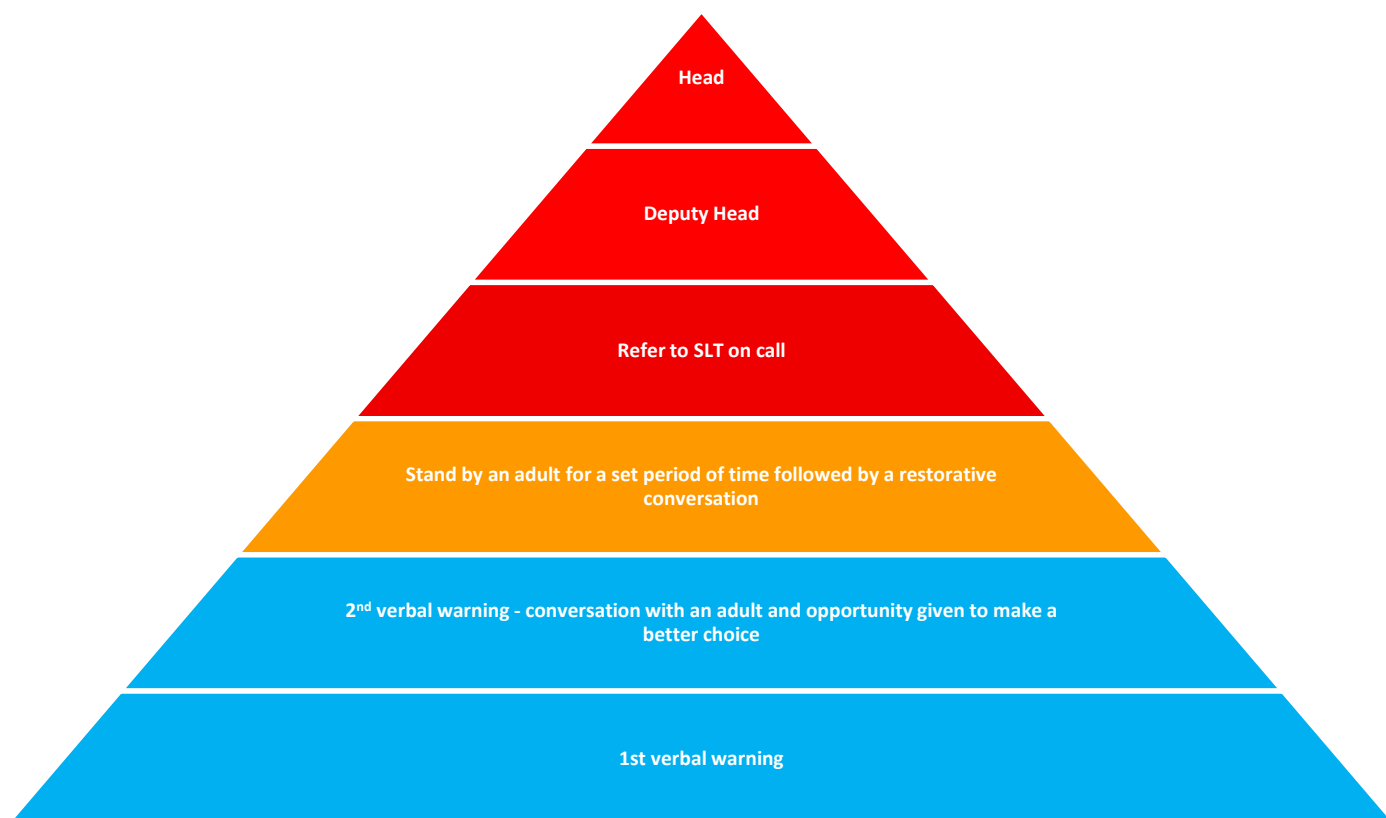 Head
Deputy Head
Refer to SLT on call
Stand by an adult for a set period of time followed by a restorative
conversation
2nd verbal warning - conversation with an adult and opportunity given to make a
better choice
1st verbal warning